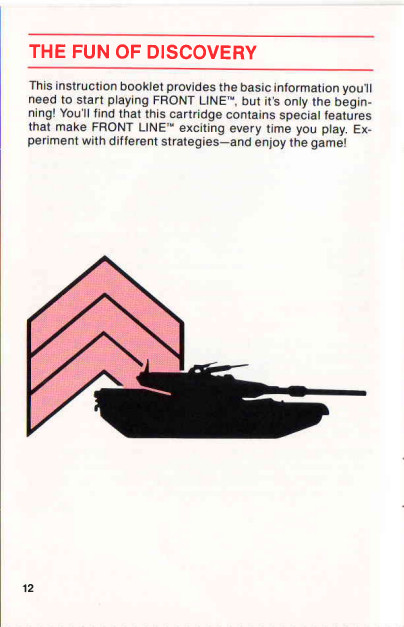 THE FUN OF DISCOVERY
This instruction booklet provides the basic information you'll
need to start playing FRONT LINE™, but it's only the begin-
ning! You'll find that this cartridge contains special features
that make FRONT LINE™ exciting every time you play. Ex-
periment with different strategies—and enjoy the game!
12